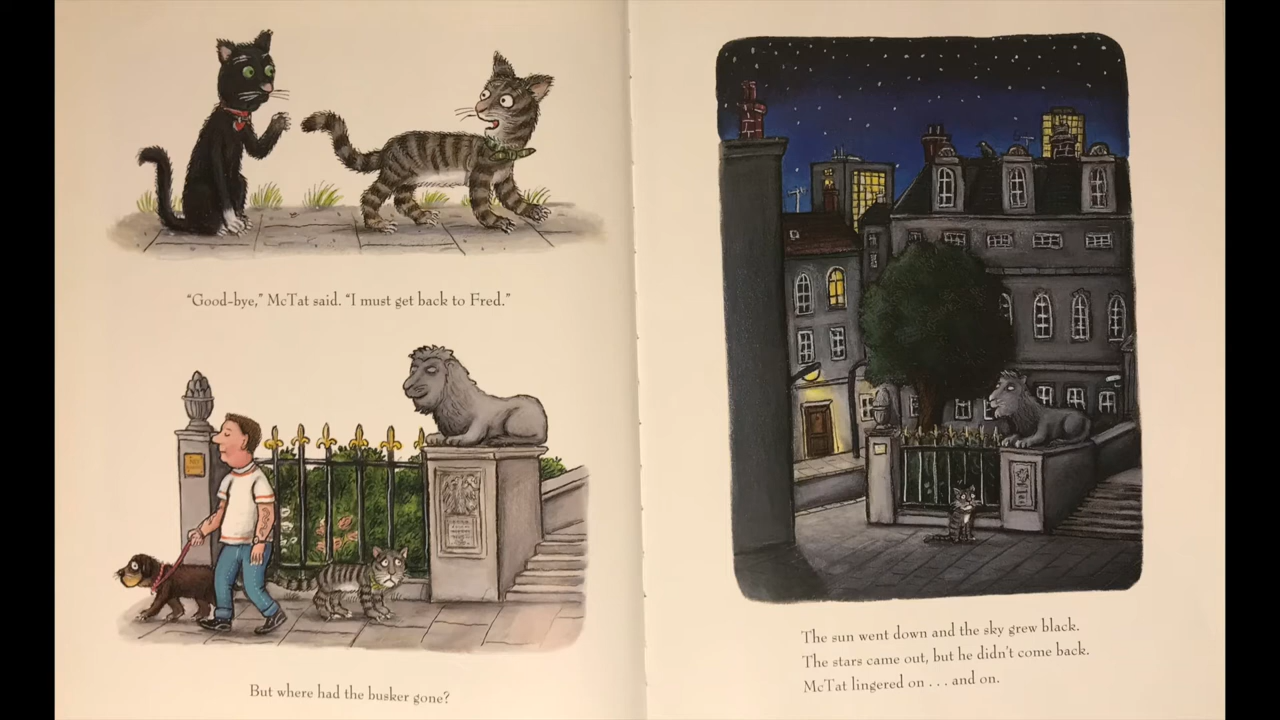 "Good-bye," McTat said. "I must get back to Fred."
But where had the busker gone?
The sun went down and the sky grew black.
The stars came out, but he didn't come back.
McTat lingered on . . . and on.